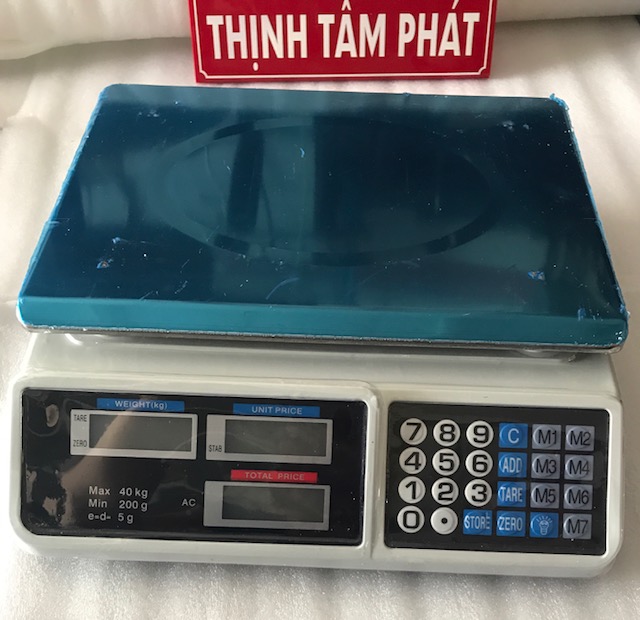 THỊNH TÂM PHÁT
WEIGHT(kg)
UNIT PRICE
TARE
ZERO
STAB
TOTAL PRICE
Max 40 kg
Min 200 g
e=d= 5 g
AC
7 8 9 C M1 M2
4 5 6 ADD M3 M4
1 2 3 TARE M5 M6
0 • STORE ZERO M7